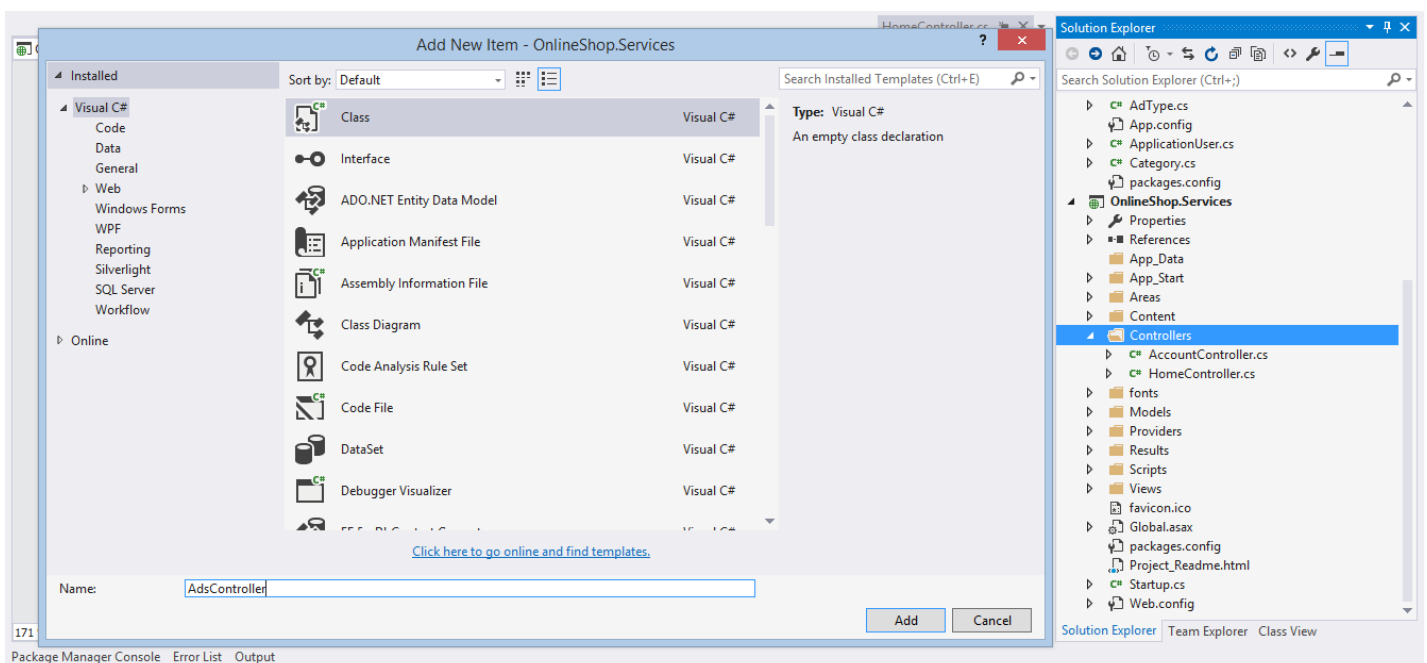 HomeController.cs
Add New Item - OnlineShop.Services
?
Installed
Visual C#
Code
Data
General
Web
Windows Forms
WPF
Reporting
Silverlight
SQL Server
Workflow
Online
Sort by: Default
Class Visual C#
Interface Visual C#
ADO.NET Entity Data Model Visual C#
Application Manifest File Visual C#
Assembly Information File Visual C#
Class Diagram Visual C#
Code Analysis Rule Set Visual C#
Code File Visual C#
DataSet Visual C#
Debugger Visualizer Visual C#
Click here to go online and find templates.
Search Installed Templates (Ctrl+E)
Type: Visual C#
An empty class declaration
Name: AdsController
Add Cancel
171
Package Manager Console Error List Output
Solution Explorer
Search Solution Explorer (Ctrl+;)
C# AdType.cs
App.config
C# ApplicationUser.cs
C# Category.cs
packages.config
OnlineShop.Services
Properties
References
App_Data
App_Start
Areas
Content
Controllers
C# AccountController.cs
C# HomeController.cs
fonts
Models
Providers
Results
Scripts
Views
favicon.ico
Global.asax
packages.config
Project_Readme.html
C# Startup.cs
Web.config
Solution Explorer Team Explorer Class View